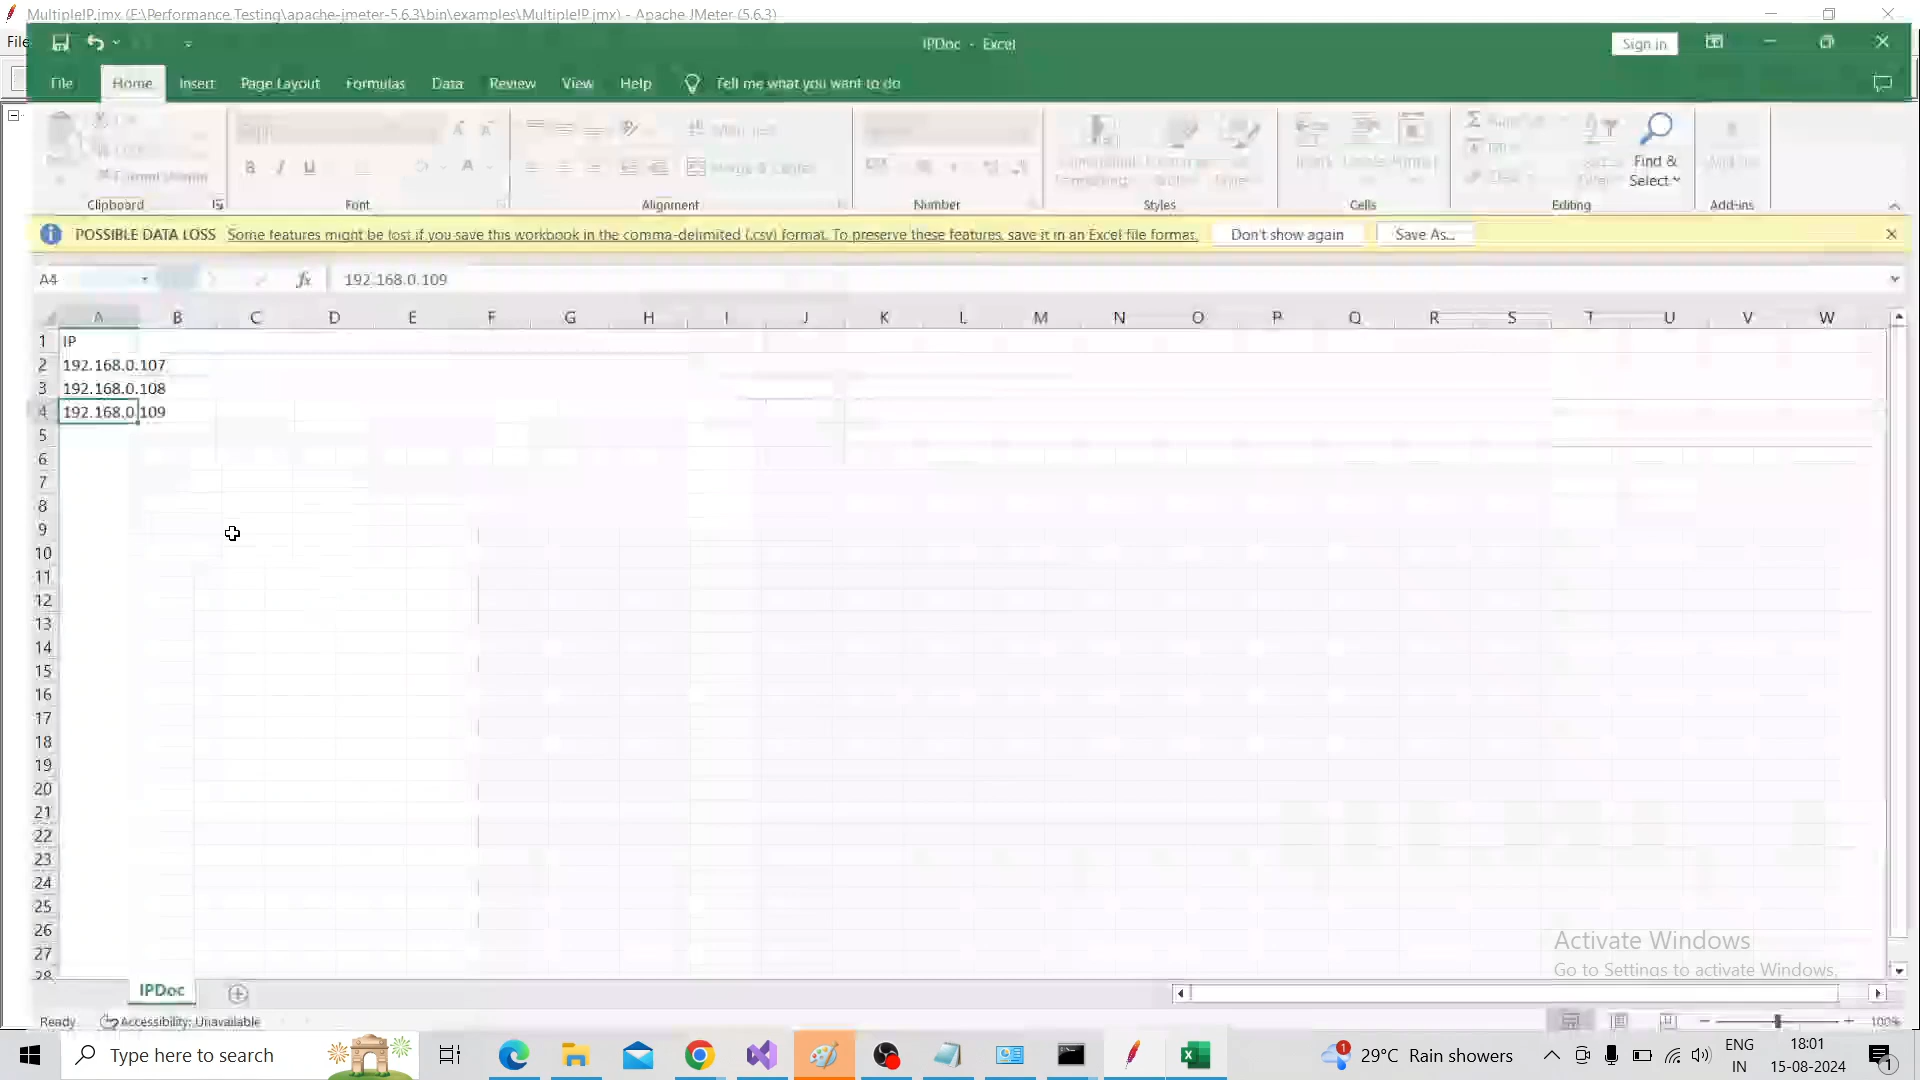 MultipleIP.jmx (E:\Performance Testing\apache-jmeter-5.6.3\bin\examples\MultipleIP.jmx) - Apache JMeter (5.6.3)
File
IPDoc - Excel
Sign in
File Home Insert Page Layout Formulas Data Review View Help Tell me what you want to do
Find &
Select
Clipboard Font Alignment Number Styles Cells Editing Add-ins
POSSIBLE DATA LOSS Some features might be lost if you save this workbook in the comma-delimited (.csv) format. To preserve these features, save it in an Excel file format. Don't show again Save As...
A4 fx 192.168.0.109
A B C D E F G H I J K L M N O P Q R S T U V W
1 IP
2 192.168.0.107
3 192.168.0.108
4 192.168.0.109
5
6
7
8
9
10
11
12
13
14
15
16
17
18
19
20
21
22
23
24
25
26
27
28
Activate Windows
Go to Settings to activate Windows.
IPDoc
Ready Accessibility: Unavailable 100%
Type here to search
1 29°C Rain showers
ENG
IN
18:01
15-08-2024
1